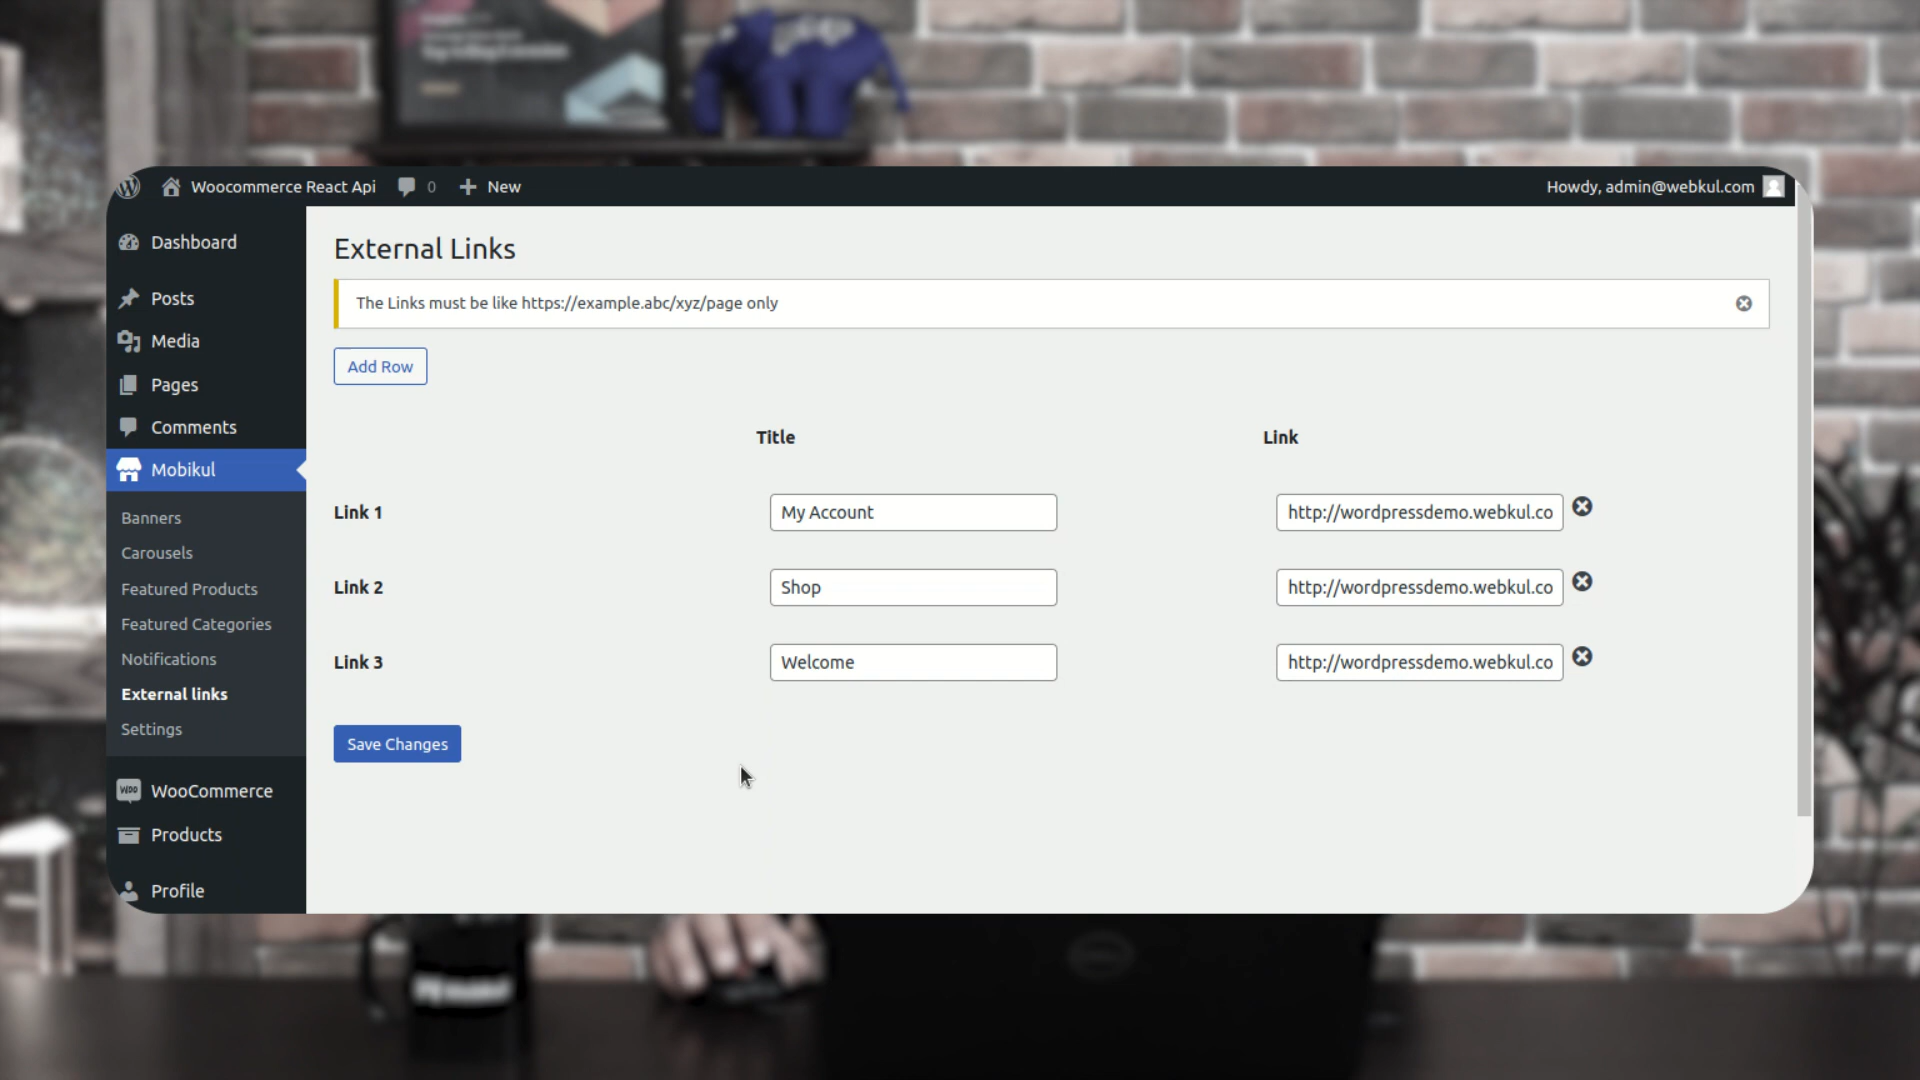 Woocommerce React Api 0 New Howdy, admin@webkul.com
Dashboard
Posts
Media
Pages
Comments
Mobikul
Banners
Carousels
Featured Products
Featured Categories
Notifications
External links
Settings
WooCommerce
Products
Profile
External Links
The Links must be like https://example.abc/xyz/page only
Add Row
Title Link
Link 1 My Account http://wordpressdemo.webkul.co
Link 2 Shop http://wordpressdemo.webkul.co
Link 3 Welcome http://wordpressdemo.webkul.co
Save Changes